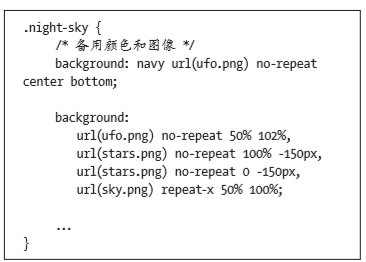 .night-sky {
/* 备用颜色和图像 */
background: navy url(ufo.png) no-repeat
center bottom;
background:
url(ufo.png) no-repeat 50% 102%,
url(stars.png) no-repeat 100% -150px,
url(stars.png) no-repeat 0 -150px,
url(sky.png) repeat-x 50% 100%;
...
}